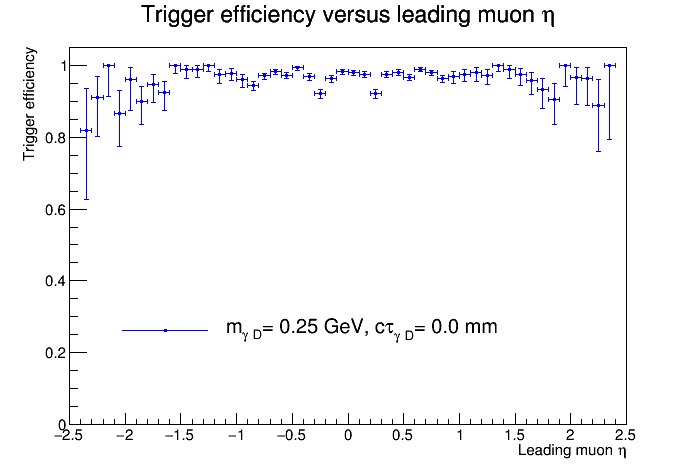 Trigger efficiency versus leading muon η
Trigger efficiency
1
0.8
0.6
0.4
0.2
0
m_γ D= 0.25 GeV, cτ_γ D= 0.0 mm
−2.5 −2 −1.5 −1 −0.5 0 0.5 1 1.5 2 2.5
Leading muon η